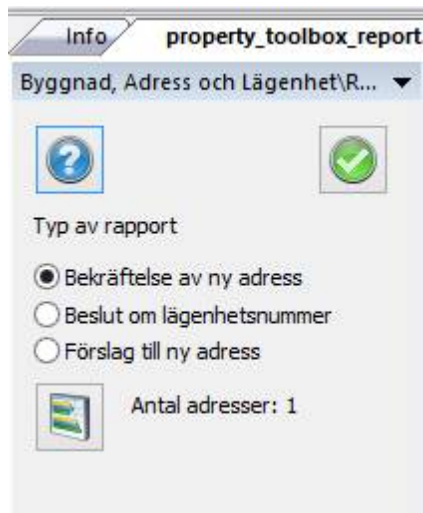 Info property_toolbox_report
Byggnad, Adress och Lägenhet\R...
Typ av rapport
Bekräftelse av ny adress
Beslut om lägenhetsnummer
Förslag till ny adress
Antal adresser: 1